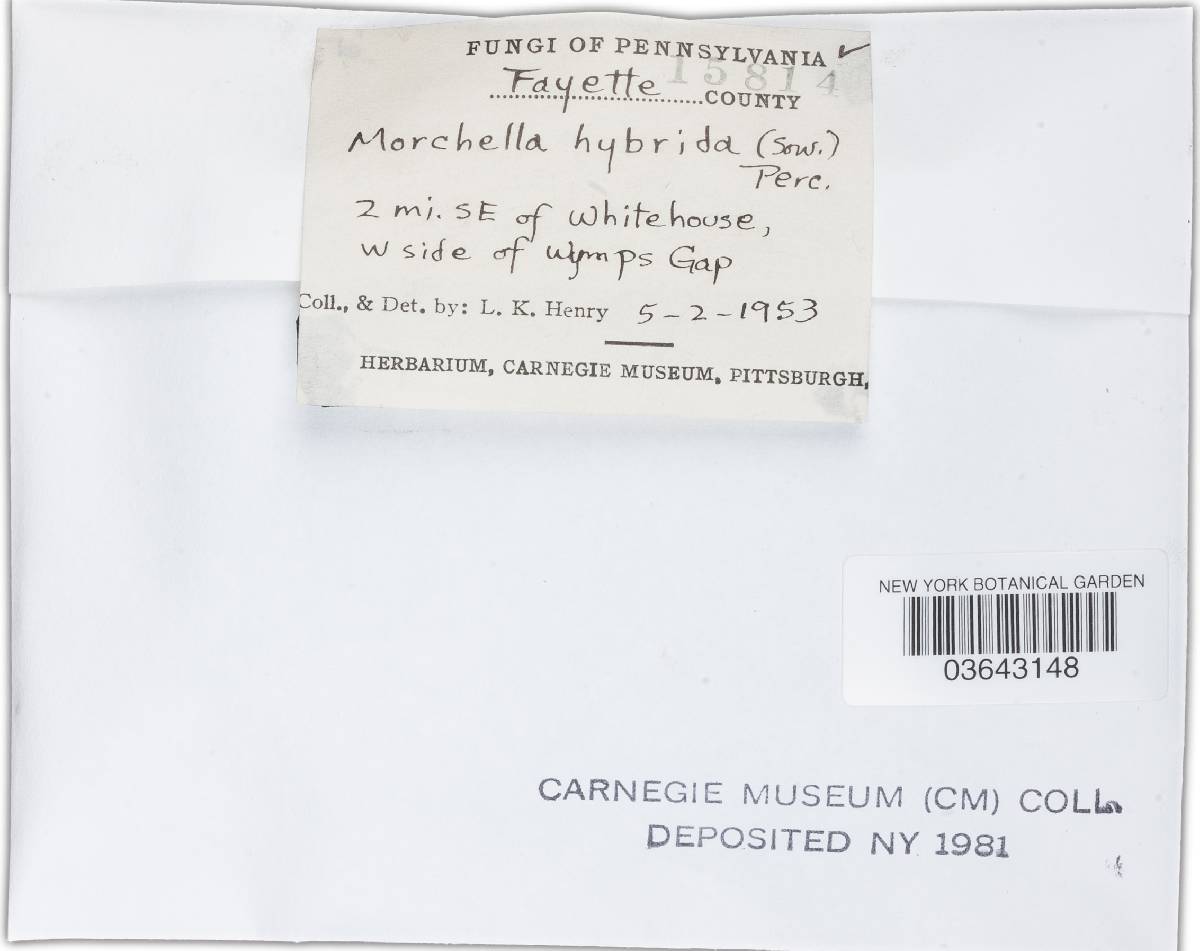 FUNGI OF PENNSYLVANIA ✓
15814
Fayette COUNTY
Morchella hybrida (Sow.)
Perc.
2 mi. SE of Whitehouse,
W side of Wymps Gap
Coll., & Det. by: L. K. Henry 5-2-1953
HERBARIUM, CARNEGIE MUSEUM, PITTSBURGH,
NEW YORK BOTANICAL GARDEN
03643148
CARNEGIE MUSEUM (CM) COLL.
DEPOSITED NY 1981